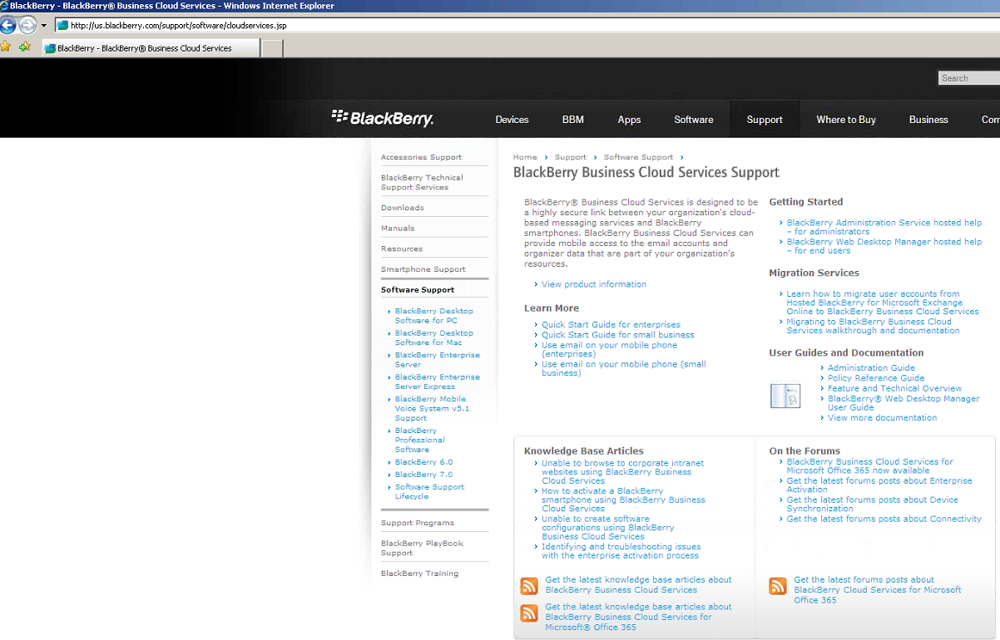 BlackBerry - BlackBerry® Business Cloud Services - Windows Internet Explorer
http://us.blackberry.com/support/software/cloudservices.jsp
BlackBerry - BlackBerry® Business Cloud Services
Search
BlackBerry.
Devices
BBM
Apps
Software
Support
Where to Buy
Business
Com
Accessories Support
BlackBerry Technical
Support Services
Downloads
Manuals
Resources
Smartphone Support
Software Support
BlackBerry Desktop
Software for PC
BlackBerry Desktop
Software for Mac
BlackBerry Enterprise
Server
BlackBerry Enterprise
Server Express
BlackBerry Mobile
Voice System v5.1
Support
BlackBerry
Professional
Software
BlackBerry 6.0
BlackBerry 7.0
Software Support
Lifecycle
Support Programs
BlackBerry PlayBook
Support
BlackBerry Training
Home › Support › Software Support ›
BlackBerry Business Cloud Services Support
BlackBerry® Business Cloud Services is designed to be
a highly secure link between your organization's cloud-
based messaging services and BlackBerry
smartphones. BlackBerry Business Cloud Services can
provide mobile access to the email accounts and
organizer data that are part of your organization's
resources.
View product information
Learn More
Quick Start Guide for enterprises
Quick Start Guide for small business
Use email on your mobile phone
(enterprises)
Use email on your mobile phone (small
business)
Getting Started
BlackBerry Administration Service hosted help
– for administrators
BlackBerry Web Desktop Manager hosted help
– for end users
Migration Services
Learn how to migrate user accounts from
Hosted BlackBerry for Microsoft Exchange
Online to BlackBerry Business Cloud Services
Migrating to BlackBerry Business Cloud
Services walkthrough and documentation
User Guides and Documentation
Administration Guide
Policy Reference Guide
Feature and Technical Overview
BlackBerry® Web Desktop Manager
User Guide
View more documentation
Knowledge Base Articles
Unable to browse to corporate intranet
websites using BlackBerry Business
Cloud Services
How to activate a BlackBerry
smartphone using BlackBerry Business
Cloud Services
Unable to create software
configurations using BlackBerry
Business Cloud Services
Identifying and troubleshooting issues
with the enterprise activation process
Get the latest knowledge base articles about
BlackBerry Business Cloud Services
Get the latest knowledge base articles about
BlackBerry Business Cloud Services for
Microsoft® Office 365
On the Forums
BlackBerry Business Cloud Services for
Microsoft Office 365 now available
Get the latest forums posts about Enterprise
Activation
Get the latest forums posts about Device
Synchronization
Get the latest forums posts about Connectivity
Get the latest forums posts about
BlackBerry Cloud Services for Microsoft
Office 365